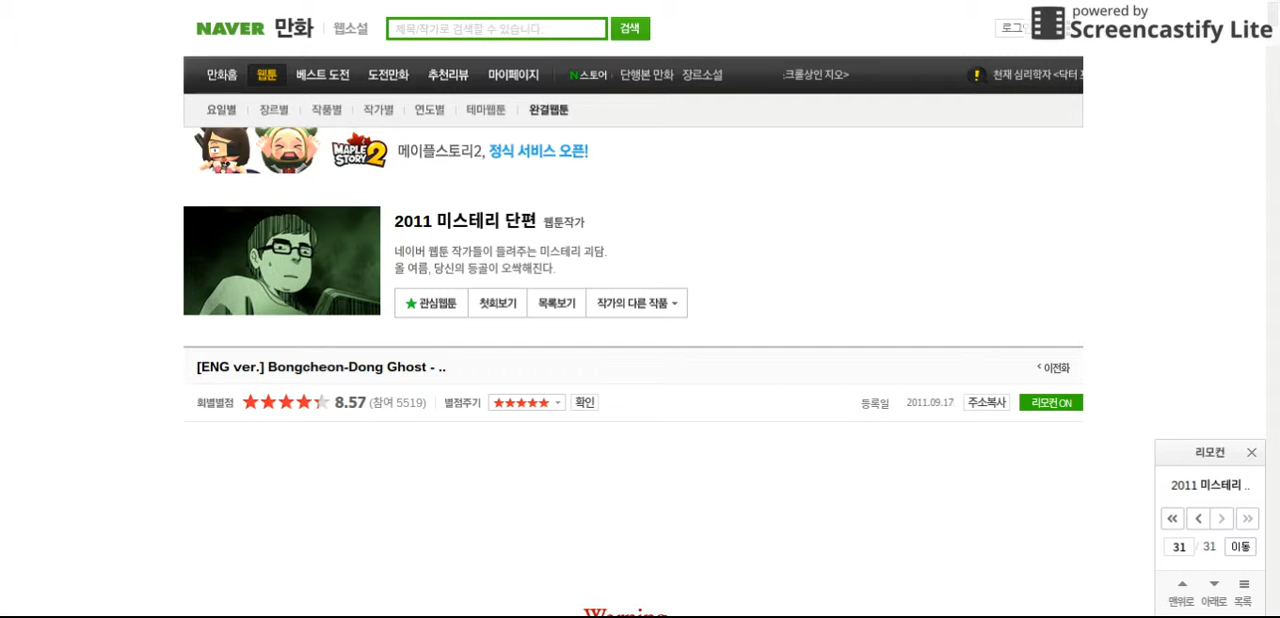 powered by
Screencastify Lite
NAVER 만화 웹소설 제목/작가로 검색할 수 있습니다. 검색
만화홈 웹툰 베스트 도전 도전만화 추천리뷰 마이페이지 N스토어 단행본 만화 장르소설 :크롤상인 지오> 천재 심리학자 <닥터
요일별 장르별 작품별 작가별 연도별 테마웹툰 완결웹툰
MAPLE STORY 2 메이플스토리2, 정식 서비스 오픈!
2011 미스테리 단편 웹툰작가
네이버 웹툰 작가들이 들려주는 미스테리 괴담.
올 여름, 당신의 등골이 오싹해진다.
★ 관심웹툰 첫회보기 목록보기 작가의 다른 작품
[ENG ver.] Bongcheon-Dong Ghost - .. 이전화
회별별점 8.57 (참여 5519) 별점주기 확인 등록일 2011.09.17 주소복사 리모컨 ON
리모컨
2011 미스테리 ..
31 / 31 이동
맨위로 아래로 목록
Warning